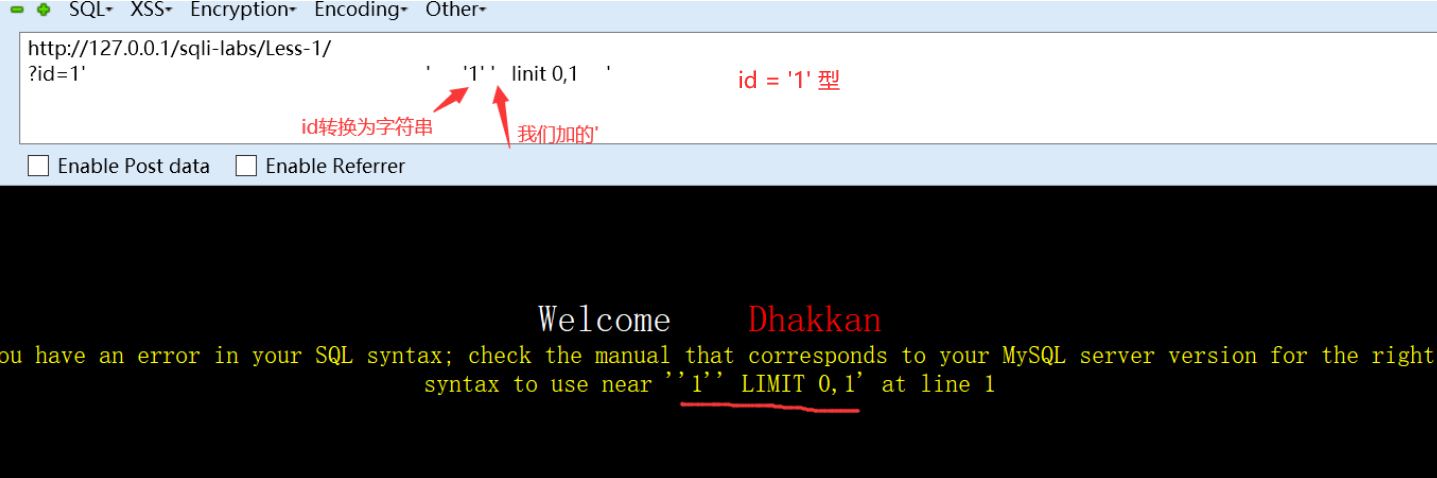 SQL XSS Encryption Encoding Other
http://127.0.0.1/sqli-labs/Less-1/
?id=1' ' '1' ' linit 0,1 ' id = '1' 型
id转换为字符串 我们加的'
Enable Post data Enable Referrer
Welcome Dhakkan
ou have an error in your SQL syntax; check the manual that corresponds to your MySQL server version for the right
syntax to use near ''1'' LIMIT 0,1' at line 1